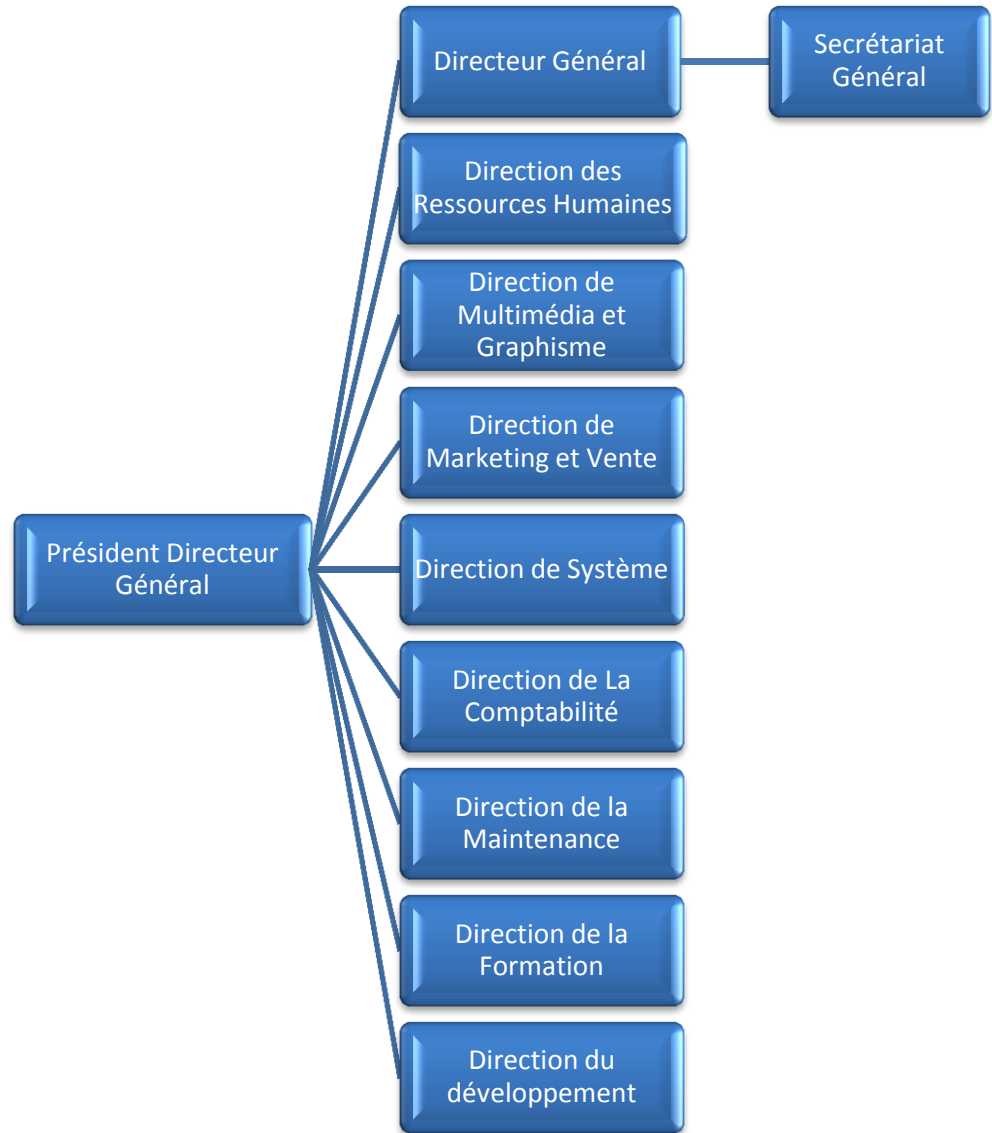 Directeur Général
Secrétariat
Général
Direction des
Ressources Humaines
Direction de
Multimédia et
Graphisme
Direction de
Marketing et Vente
Président Directeur
Général
Direction de Système
Direction de La
Comptabilité
Direction de la
Maintenance
Direction de la
Formation
Direction du
développement